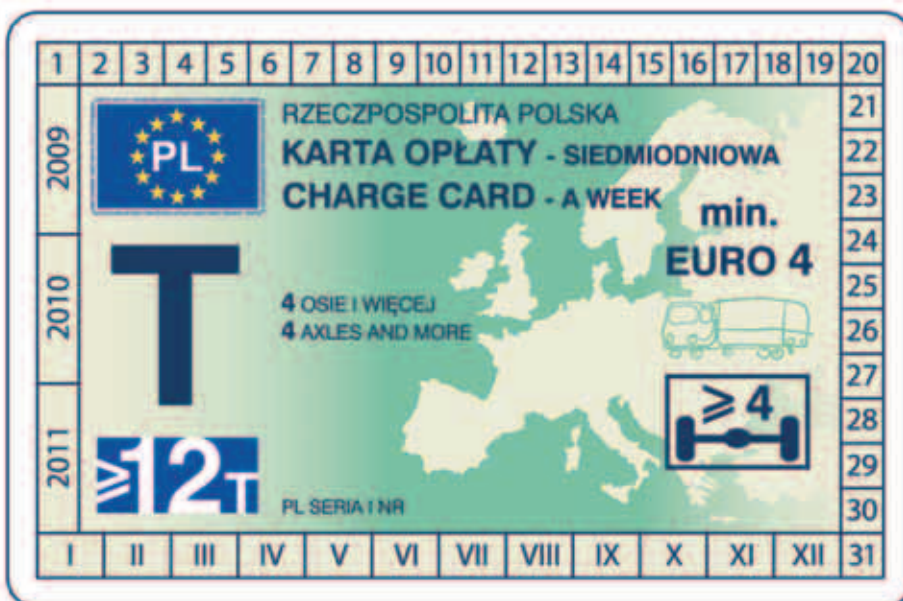 1 2 3 4 5 6 7 8 9 10 11 12 13 14 15 16 17 18 19 20
21
22
23
24
25
26
27
28
29
30
31
2009
2010
2011
PL
RZECZPOSPOLITA POLSKA
KARTA OPŁATY - SIEDMIODNIOWA
CHARGE CARD - A WEEK
min.
EURO 4
T
4 OSIE I WIĘCEJ
4 AXLES AND MORE
≥ 4
≥12T
PL SERIA I NR
I II III IV V VI VII VIII IX X XI XII